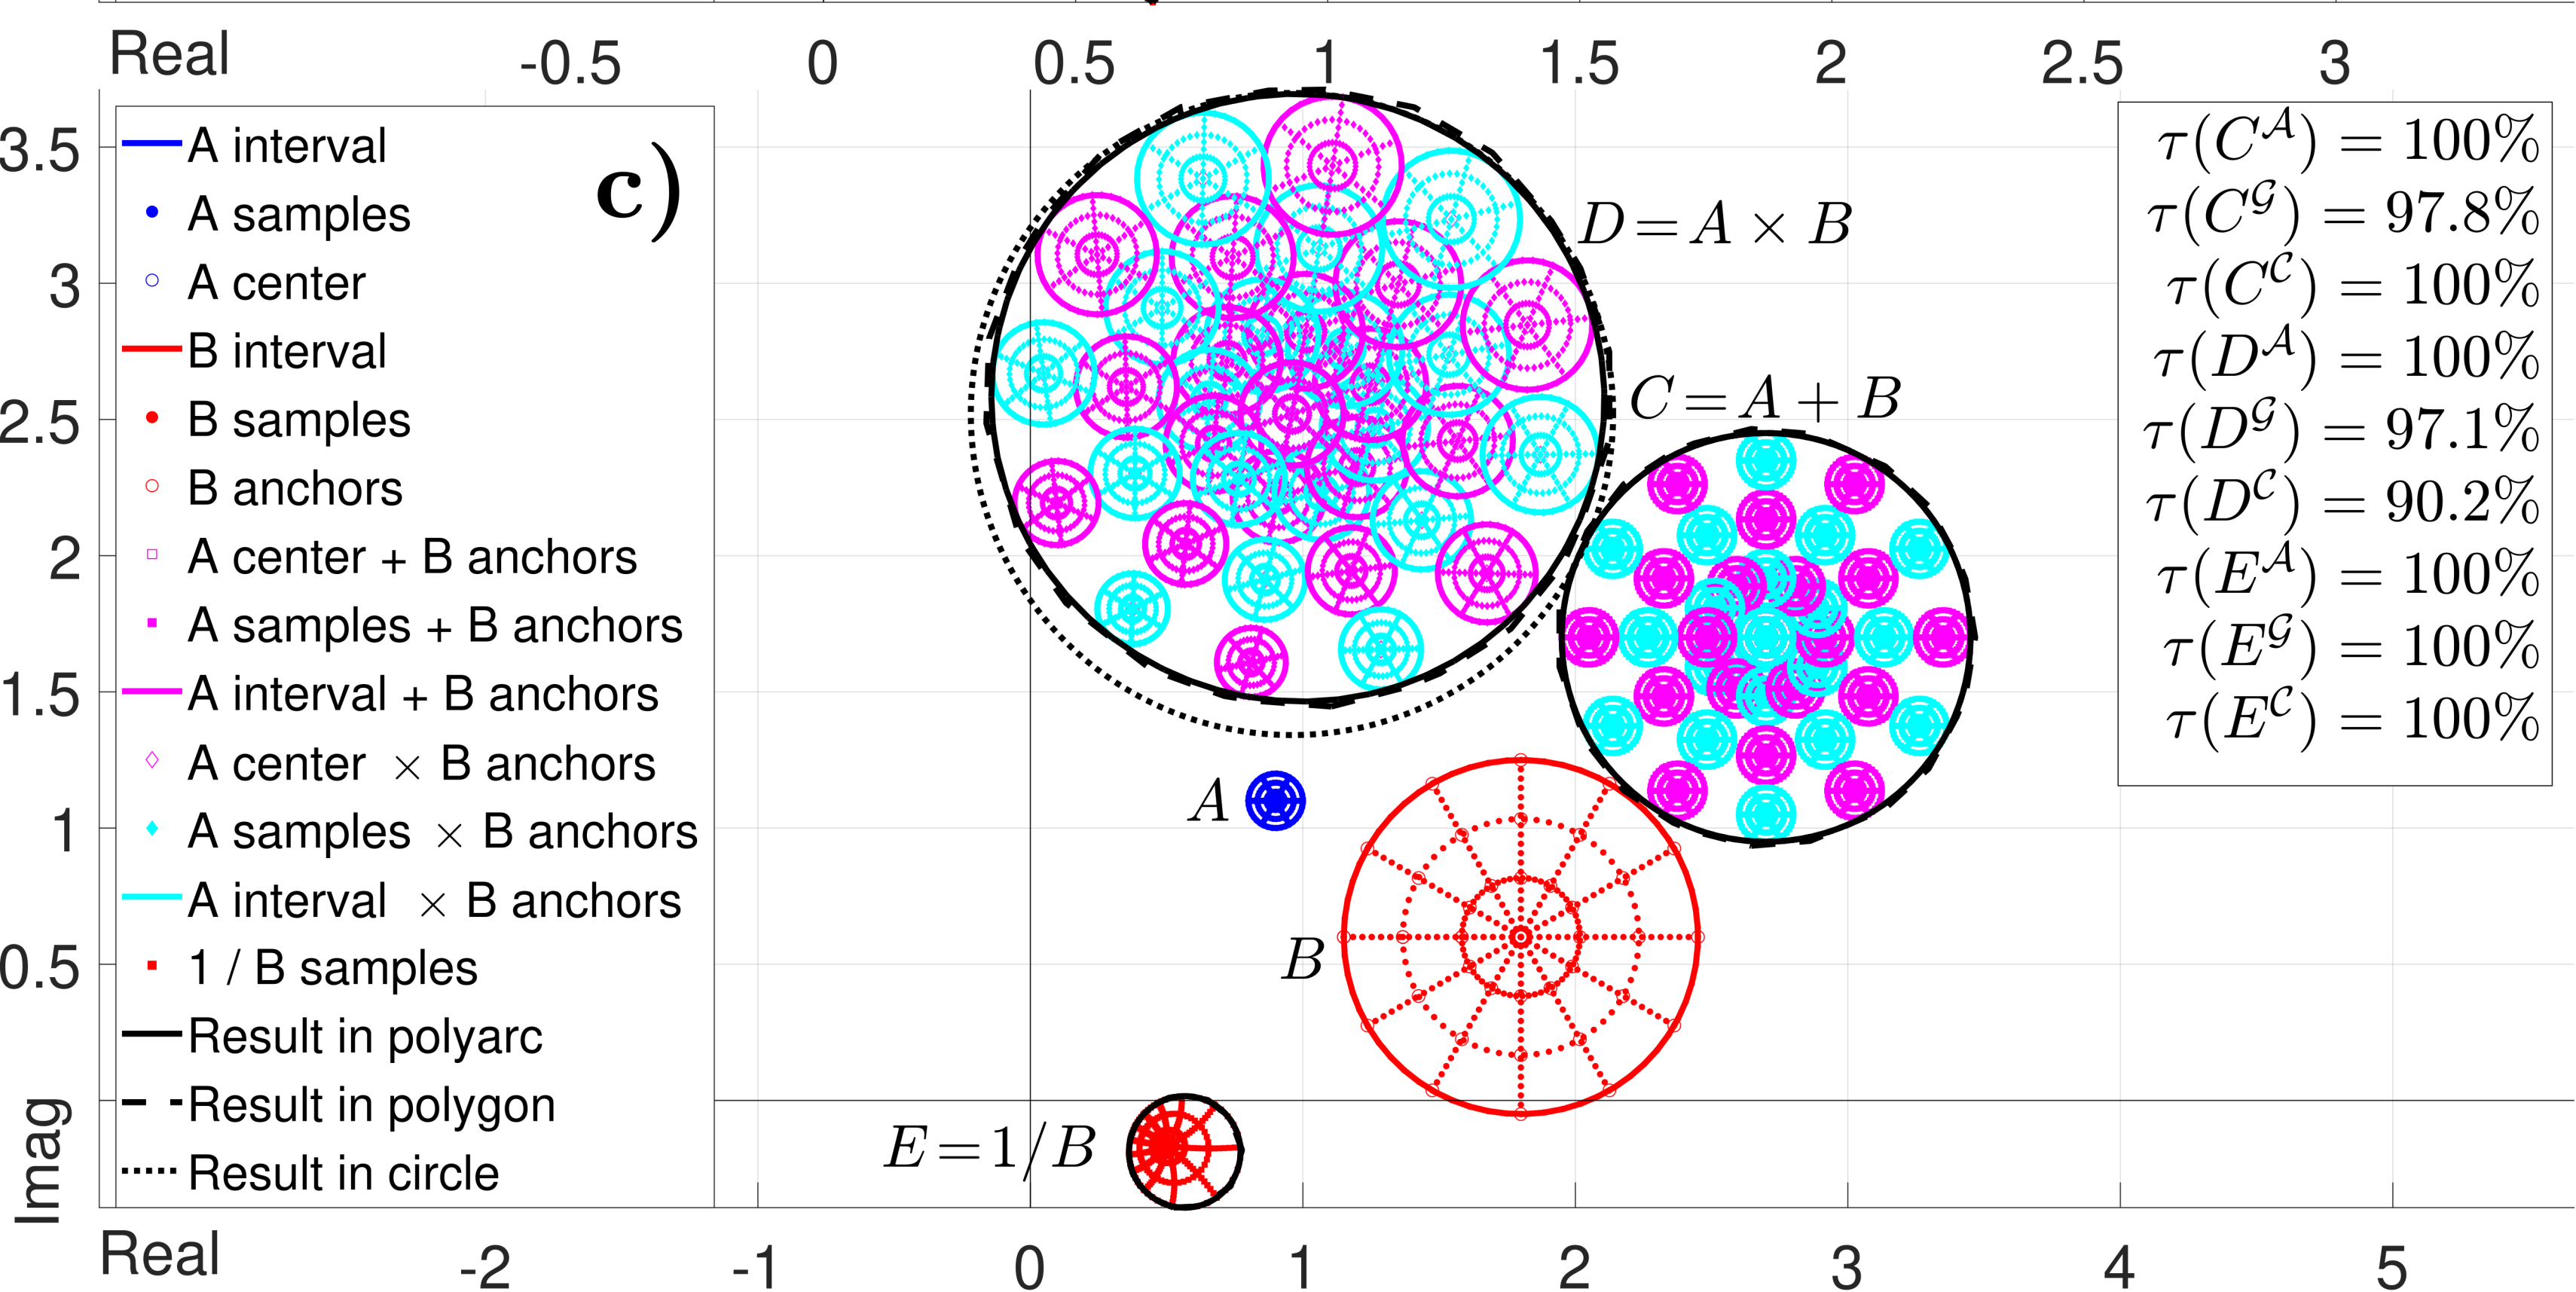 Real -0.5 0 0.5 1 1.5 2 2.5 3
c)
3.5
3
2.5
2
1.5
1
0.5
Imag
A interval
A samples
A center
B interval
B samples
B anchors
A center + B anchors
A samples + B anchors
A interval + B anchors
A center × B anchors
A samples × B anchors
A interval × B anchors
1 / B samples
Result in polyarc
Result in polygon
Result in circle
D=A × B
C=A + B
A
B
E=1/B
τ(C^𝒜) = 100%
τ(C^𝒢) = 97.8%
τ(C^𝒞) = 100%
τ(D^𝒜) = 100%
τ(D^𝒢) = 97.1%
τ(D^𝒞) = 90.2%
τ(E^𝒜) = 100%
τ(E^𝒢) = 100%
τ(E^𝒞) = 100%
Real -2 -1 0 1 2 3 4 5